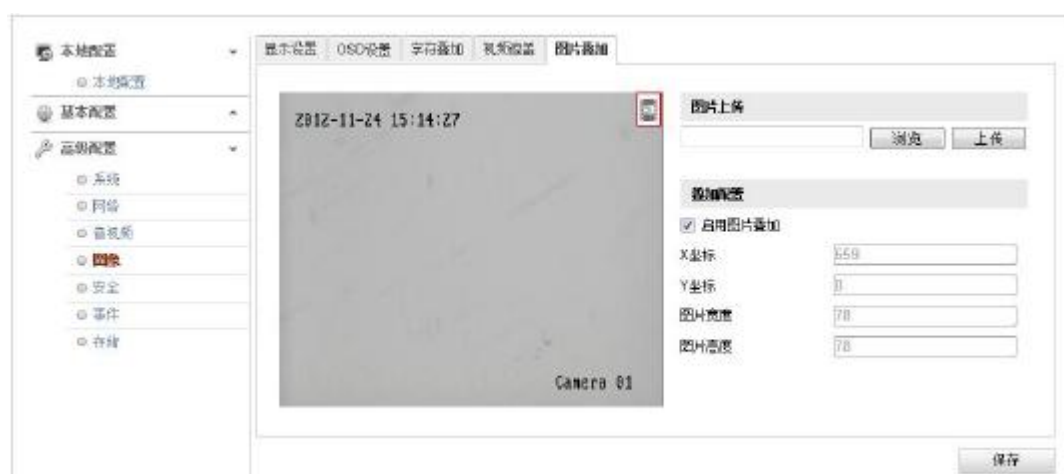 本地配置
本地配置
基本配置
高级配置
系统
网络
音视频
图像
安全
事件
存储
显示设置 OSD设置 字符叠加 视频遮盖 图片叠加
2012-11-24 15:14:27
Camera 01
图片上传
浏览 上传
叠加配置
启用图片叠加
X坐标
Y坐标 0
图片宽度 78
图片高度 78
保存